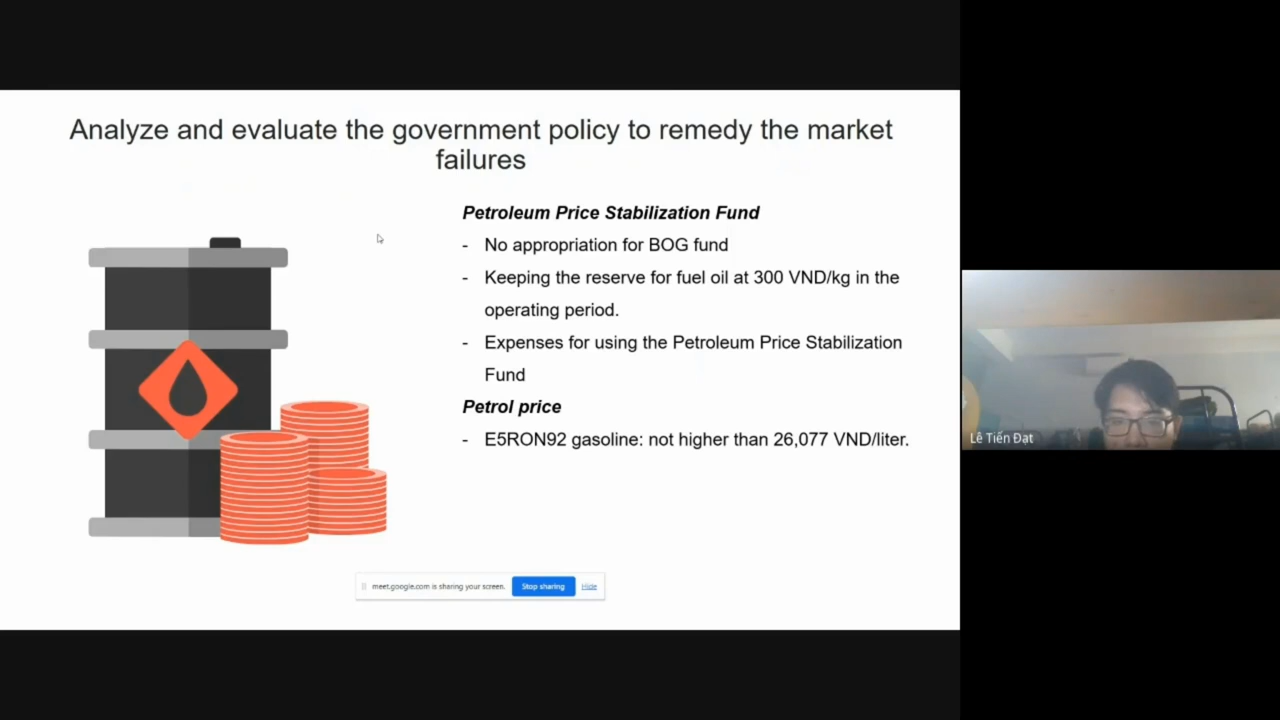 Analyze and evaluate the government policy to remedy the market
failures
Petroleum Price Stabilization Fund
- No appropriation for BOG fund
- Keeping the reserve for fuel oil at 300 VND/kg in the
operating period.
- Expenses for using the Petroleum Price Stabilization
Fund
Petrol price
- E5RON92 gasoline: not higher than 26,077 VND/liter.
meet.google.com is sharing your screen. Stop sharing Hide
Lê Tiến Đạt